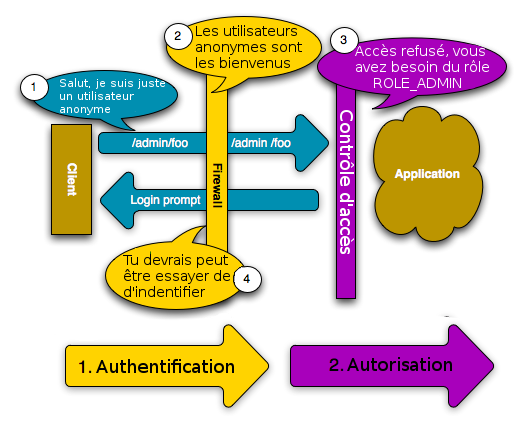 1
Salut, je suis juste
un utilisateur
anonyme
2
Les utilisateurs
anonymes sont
les bienvenus
3
Accès refusé, vous
avez besoin du rôle
ROLE_ADMIN
Client
/admin/foo
Firewall
/admin /foo
Contrôle d'accès
Application
Login prompt
Tu devrais peut
être essayer de
d'indentifier
4
1. Authentification
2. Autorisation